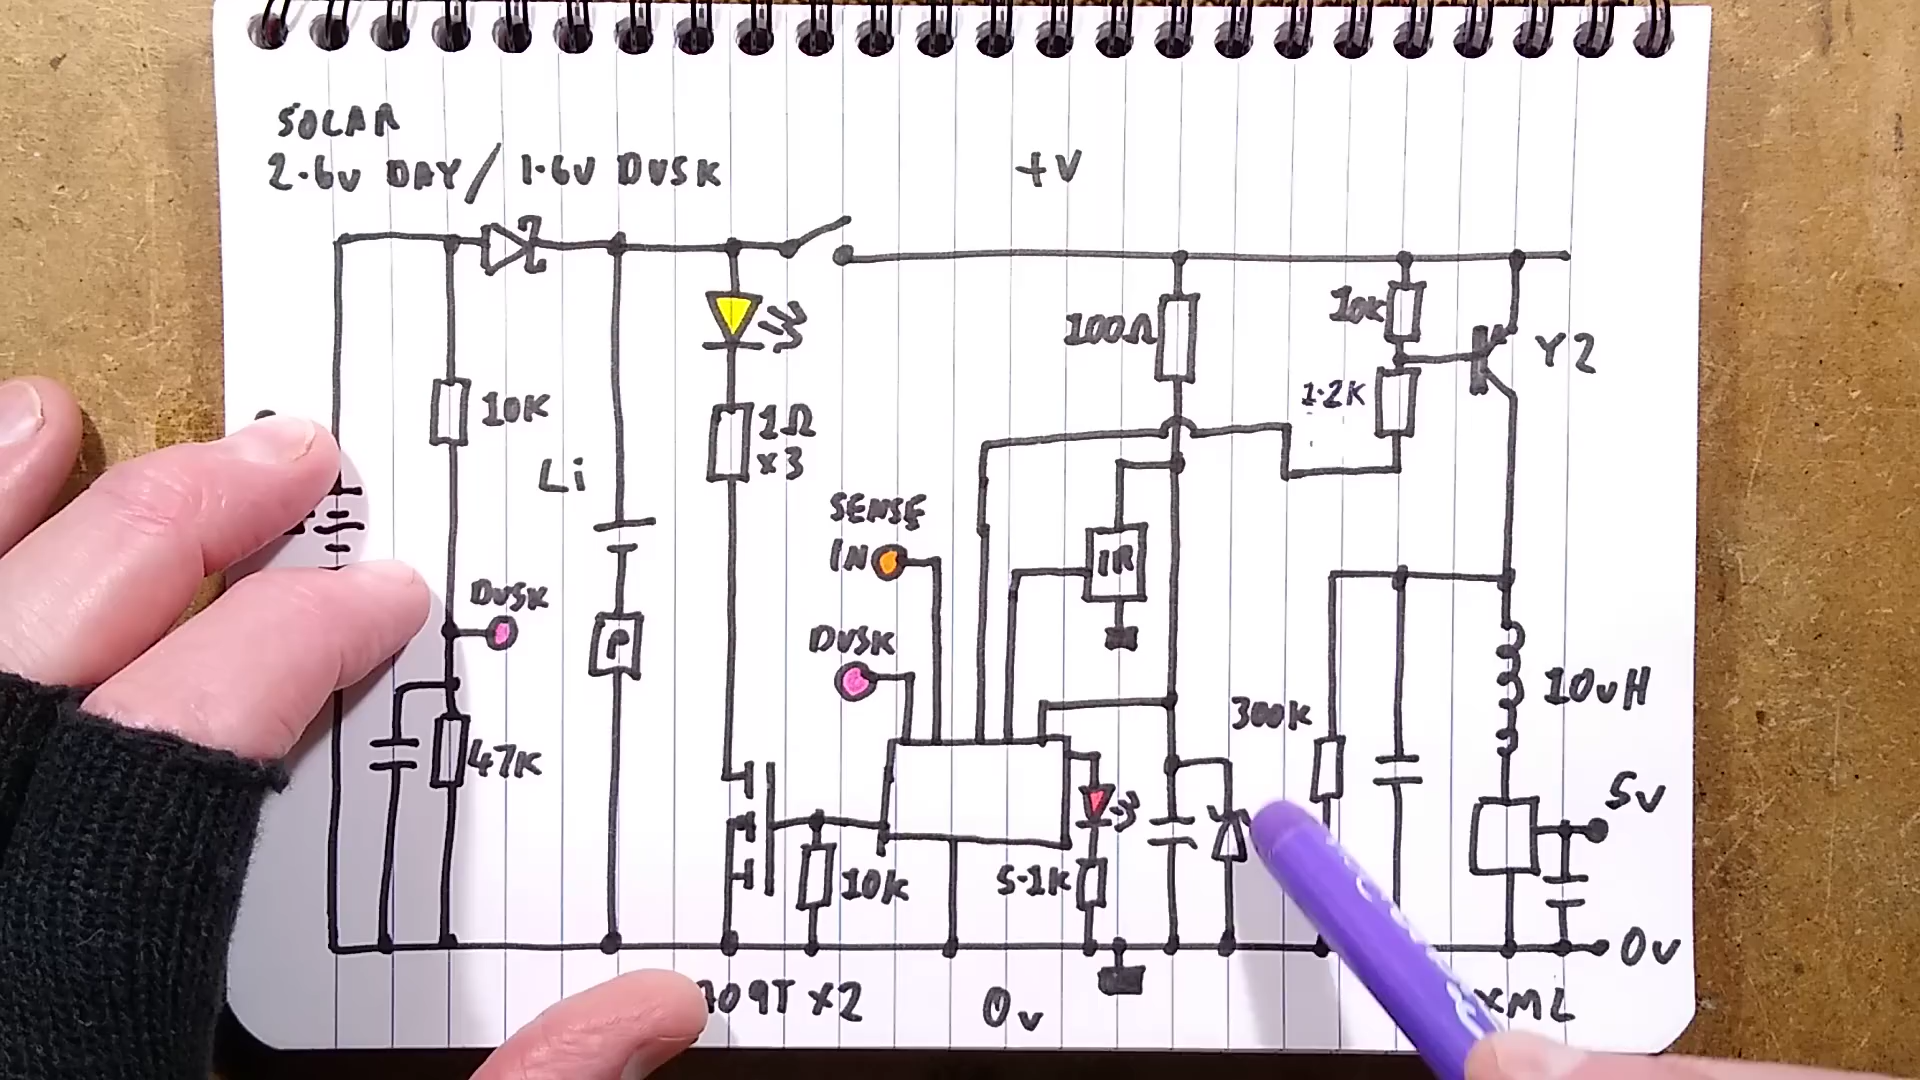 SOLAR
2.6v DAY/1.6v DUSK
+V
10K
100Ω
Y2
1.2K
10K
1Ω
x3
Li
SENSE
IN
IR
DUSK
DUSK
P
300K
10uH
47K
5v
10K
5.1K
0v
A09T x2
0v
XML